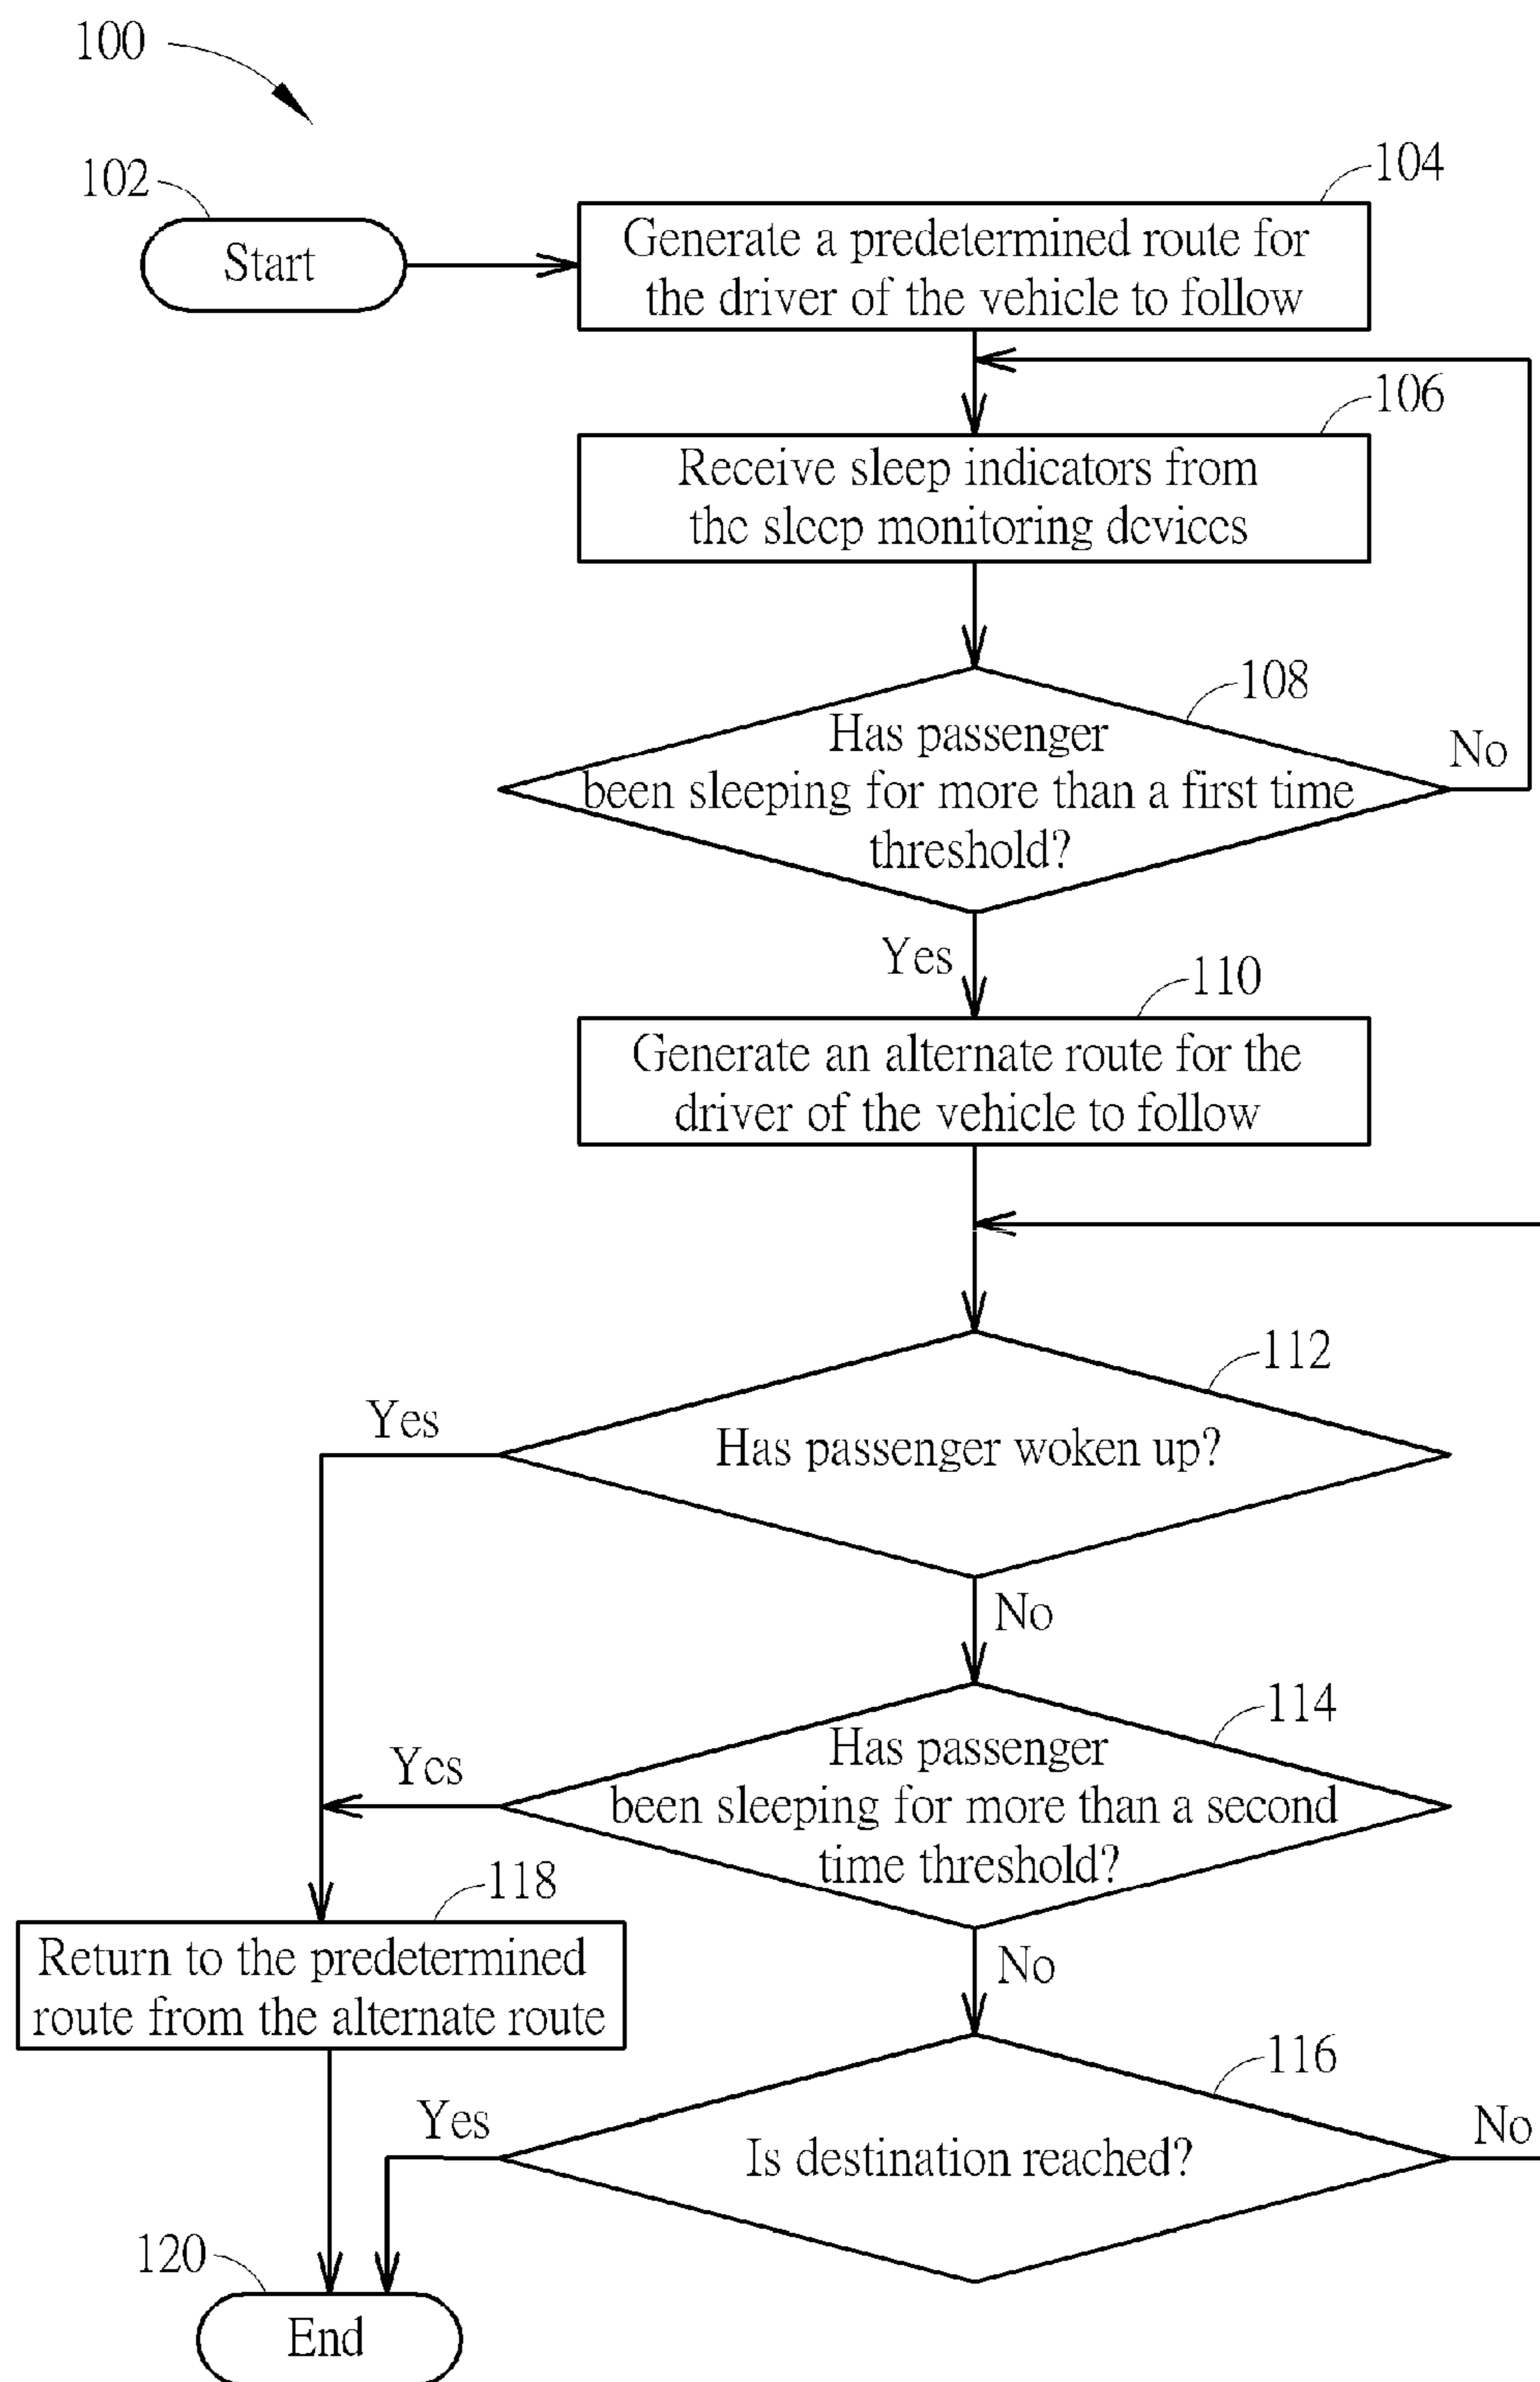 100
102
Start
104
Generate a predetermined route for
the driver of the vehicle to follow
106
Receive sleep indicators from
the sleep monitoring devices
108
Has passenger
been sleeping for more than a first time
threshold?
No
Yes
110
Generate an alternate route for the
driver of the vehicle to follow
112
Has passenger woken up?
Yes
No
114
Has passenger
been sleeping for more than a second
time threshold?
Yes
No
118
Return to the predetermined
route from the alternate route
116
Is destination reached?
Yes
No
120
End